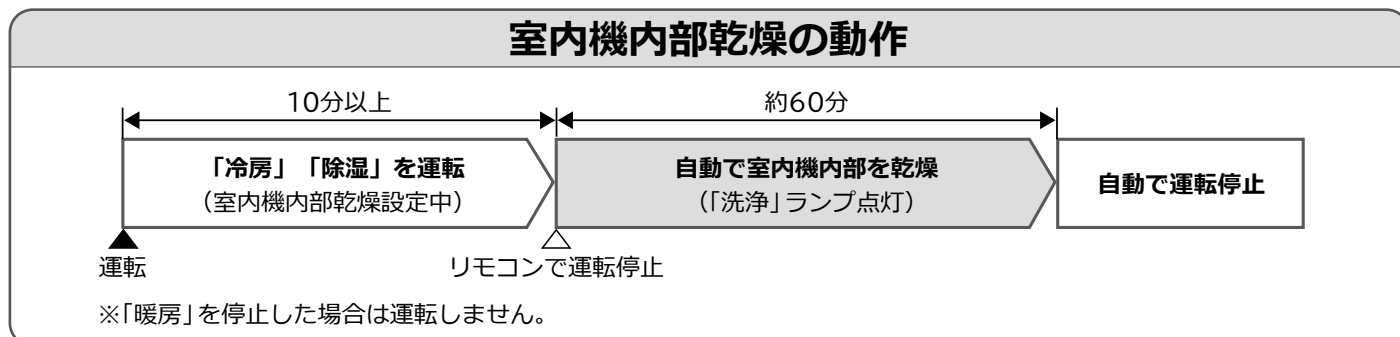 室内機内部乾燥の動作
10分以上
約60分
「冷房」「除湿」を運転
(室内機内部乾燥設定中)
自動で室内機内部を乾燥
(「洗浄」ランプ点灯)
自動で運転停止
運転
リモコンで運転停止
※「暖房」を停止した場合は運転しません。